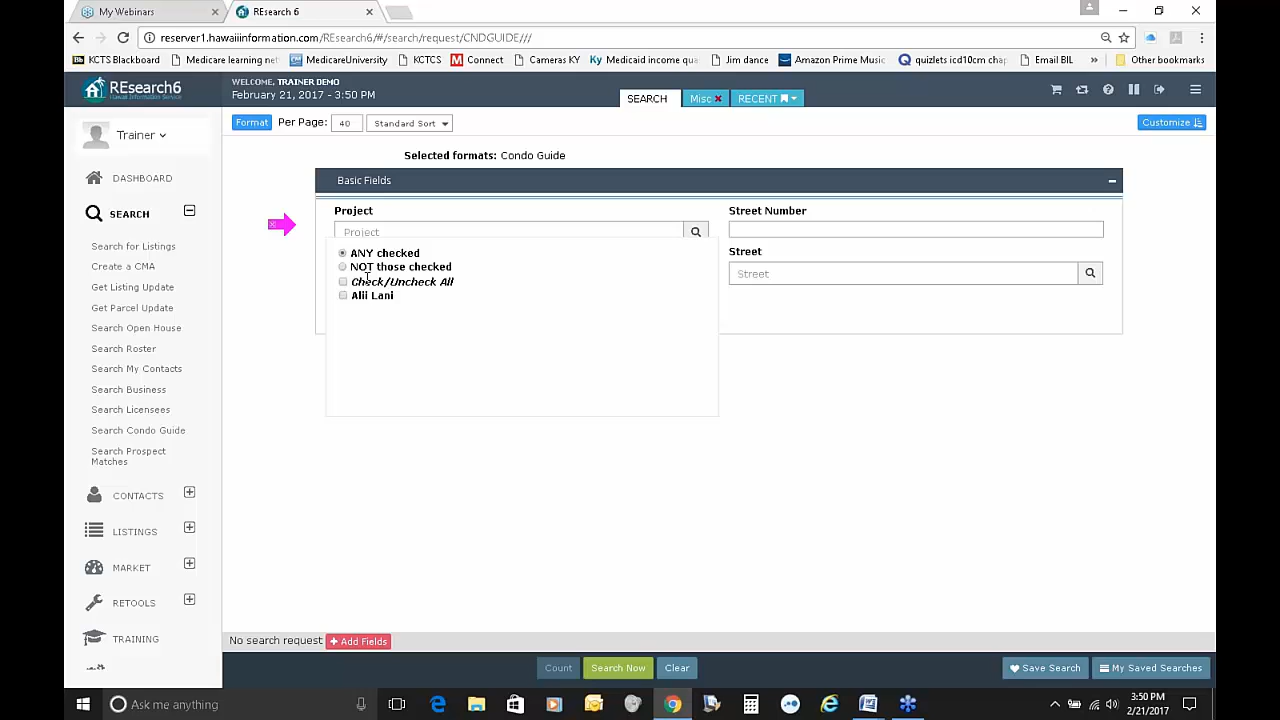 My Webinars
REsearch 6
reserver1.hawaiiinformation.com/REsearch6/#/search/request/CNDGUIDE///
Bb KCTS Blackboard
Medicare learning net
MedicareUniversity
KCTCS
M Connect
Cameras KY
Ky Medicaid income qua
Jim dance
Amazon Prime Music
quizlets icd10cm chap
Email BIL
»
Other bookmarks
REsearch6
Hawaii Information Service
WELCOME, TRAINER DEMO
February 21, 2017 - 3:50 PM
SEARCH
Misc
RECENT
Trainer
Format
Per Page:
40
Standard Sort
Customize
Selected formats: Condo Guide
Basic Fields
Project
Project
ANY checked
NOT those checked
Check/Uncheck All
Alii Lani
Street Number
Street
Street
DASHBOARD
SEARCH
Search for Listings
Create a CMA
Get Listing Update
Get Parcel Update
Search Open House
Search Roster
Search My Contacts
Search Business
Search Licensees
Search Condo Guide
Search Prospect
Matches
CONTACTS
LISTINGS
MARKET
RETOOLS
TRAINING
No search request
+ Add Fields
Count
Search Now
Clear
Save Search
My Saved Searches
Ask me anything
3:50 PM
2/21/2017